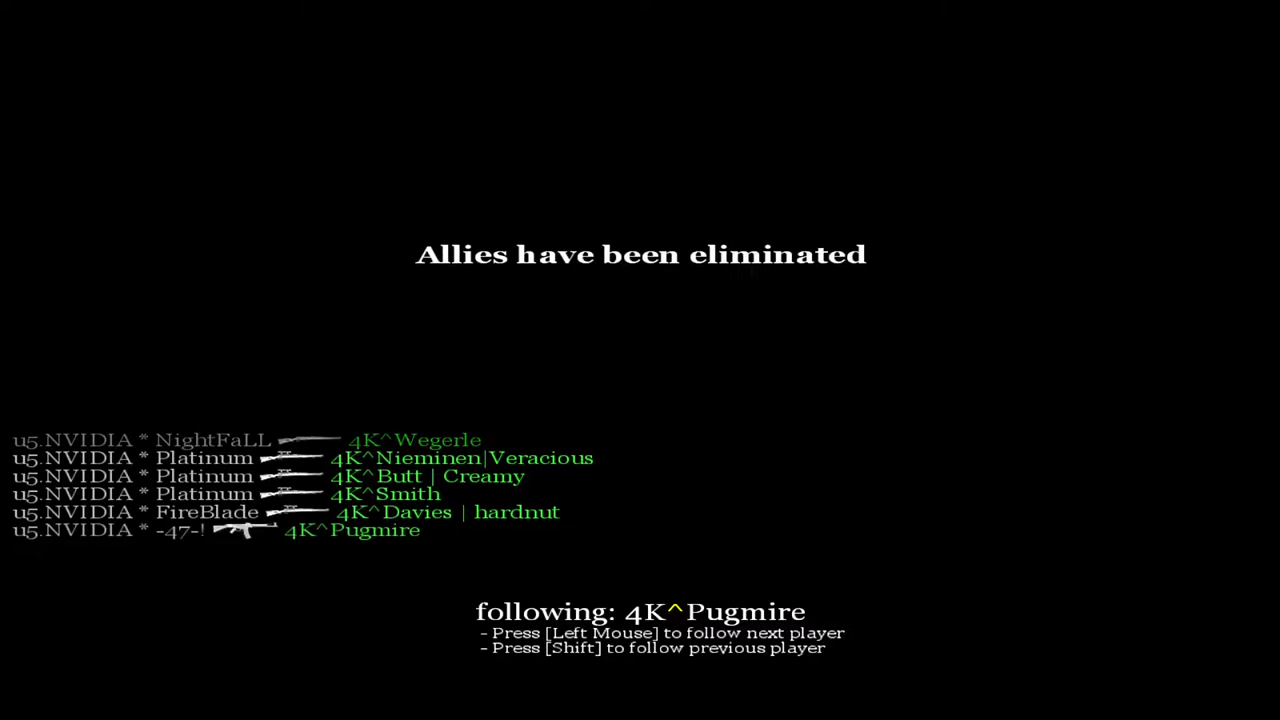 Allies have been eliminated
u5.NVIDIA * NightFaLL 4K^Wegerle
u5.NVIDIA * Platinum 4K^Nieminen|Veracious
u5.NVIDIA * Platinum 4K^Butt | Creamy
u5.NVIDIA * Platinum 4K^Smith
u5.NVIDIA * FireBlade 4K^Davies | hardnut
u5.NVIDIA * -47-! 4K^Pugmire
following: 4K^Pugmire
- Press [Left Mouse] to follow next player
- Press [Shift] to follow previous player